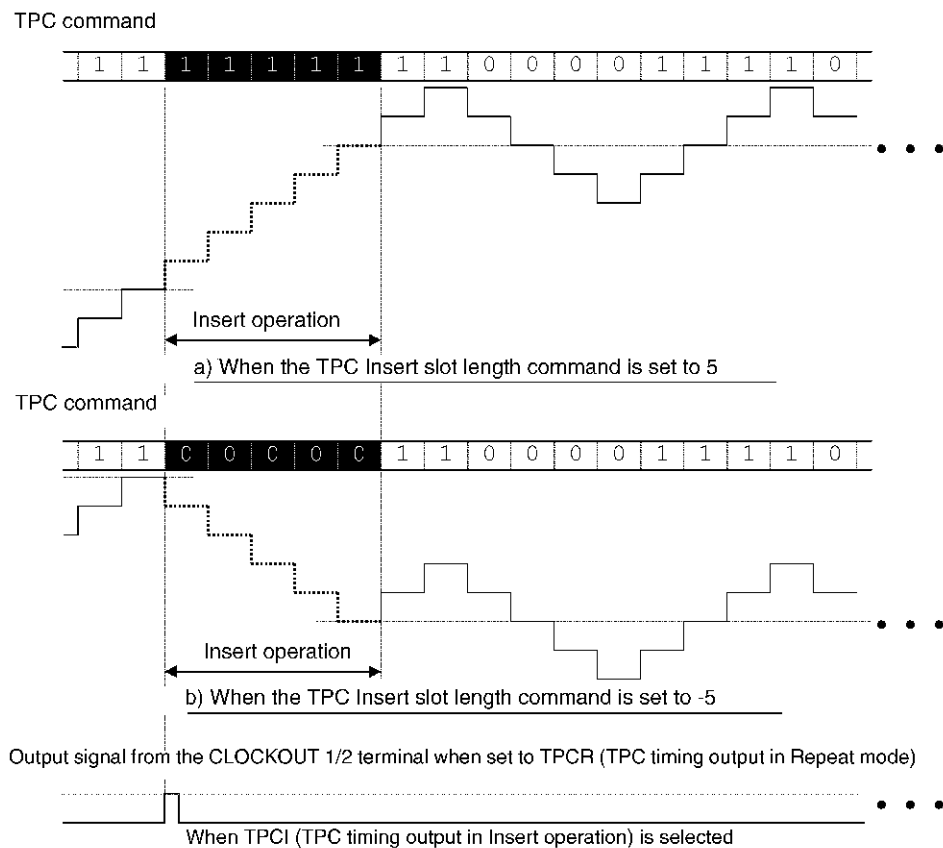 TPC command
1 1 1 1 1 1 1 1 1 0 0 0 0 1 1 1 1 0
Insert operation
a) When the TPC Insert slot length command is set to 5
TPC command
1 1 C 0 C 0 C 1 1 0 0 0 0 1 1 1 1 0
Insert operation
b) When the TPC Insert slot length command is set to -5
Output signal from the CLOCKOUT 1/2 terminal when set to TPCR (TPC timing output in Repeat mode)
When TPCI (TPC timing output in Insert operation) is selected